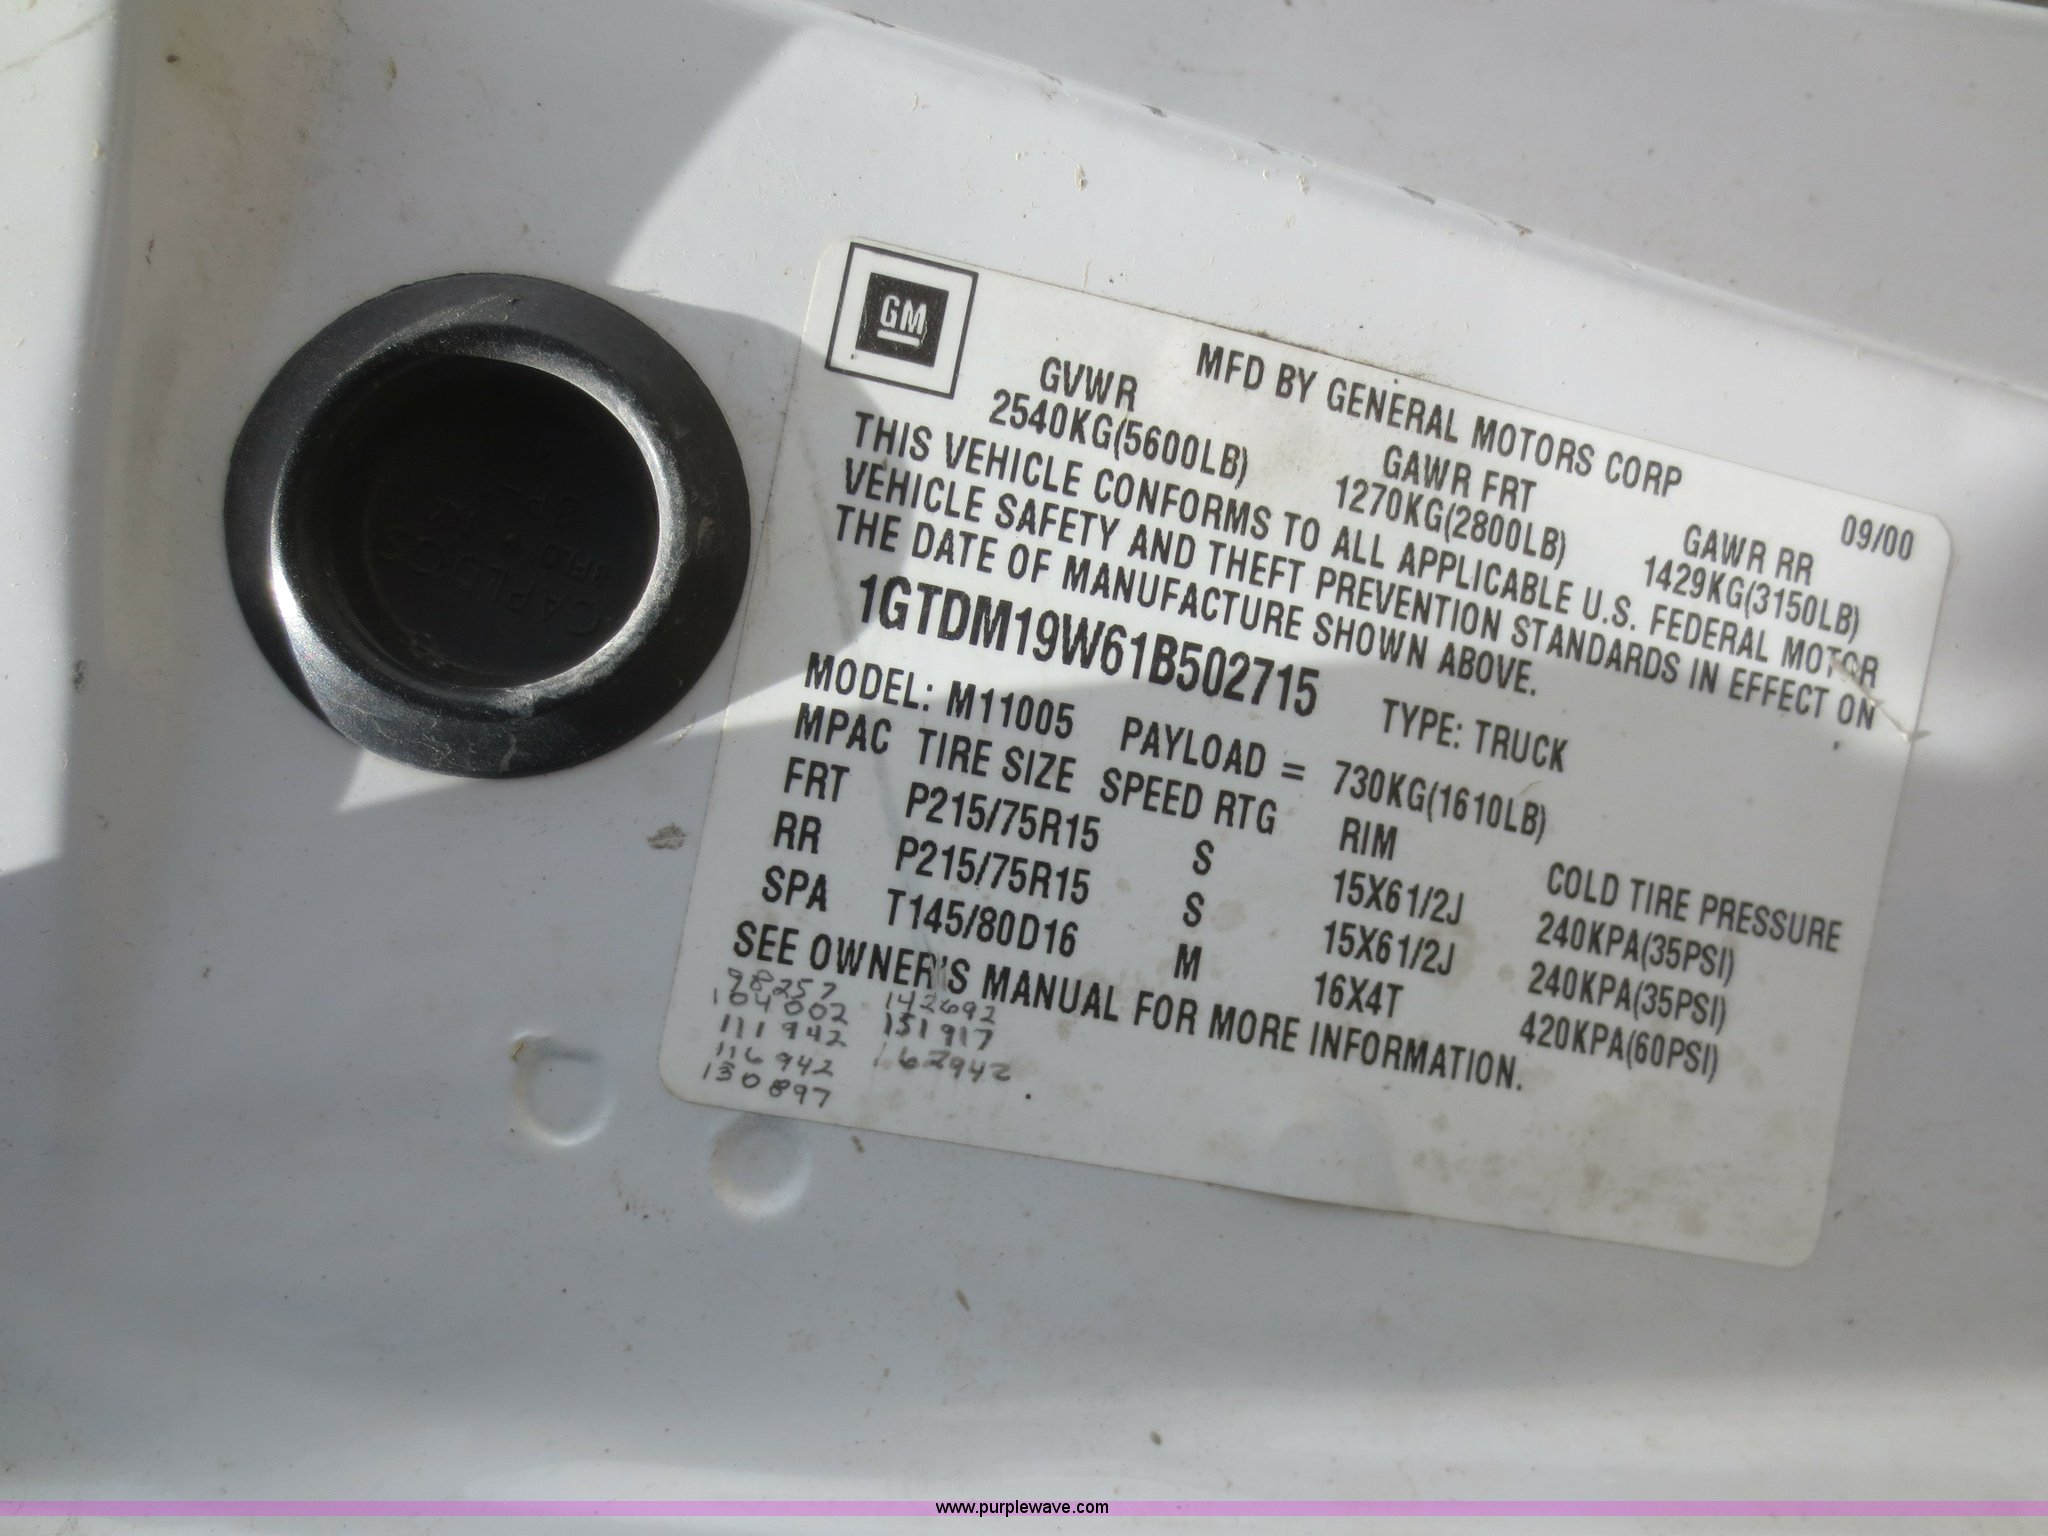 GM
MFD BY GENERAL MOTORS CORP 09/00
GVWR GAWR FRT GAWR RR
2540KG(5600LB) 1270KG(2800LB) 1429KG(3150LB)
THIS VEHICLE CONFORMS TO ALL APPLICABLE U.S. FEDERAL MOTOR
VEHICLE SAFETY AND THEFT PREVENTION STANDARDS IN EFFECT ON
THE DATE OF MANUFACTURE SHOWN ABOVE.
1GTDM19W61B502715 TYPE: TRUCK
MODEL: M11005 PAYLOAD = 730KG(1610LB)
MPAC TIRE SIZE SPEED RTG RIM COLD TIRE PRESSURE
FRT P215/75R15 S 15X61/2J 240KPA(35PSI)
RR P215/75R15 S 15X61/2J 240KPA(35PSI)
SPA T145/80D16 M 16X4T 420KPA(60PSI)
SEE OWNER'S MANUAL FOR MORE INFORMATION.
98257 142692
104002 151917
111942 162942
116942
130897
CAPLUGS
www.purplewave.com